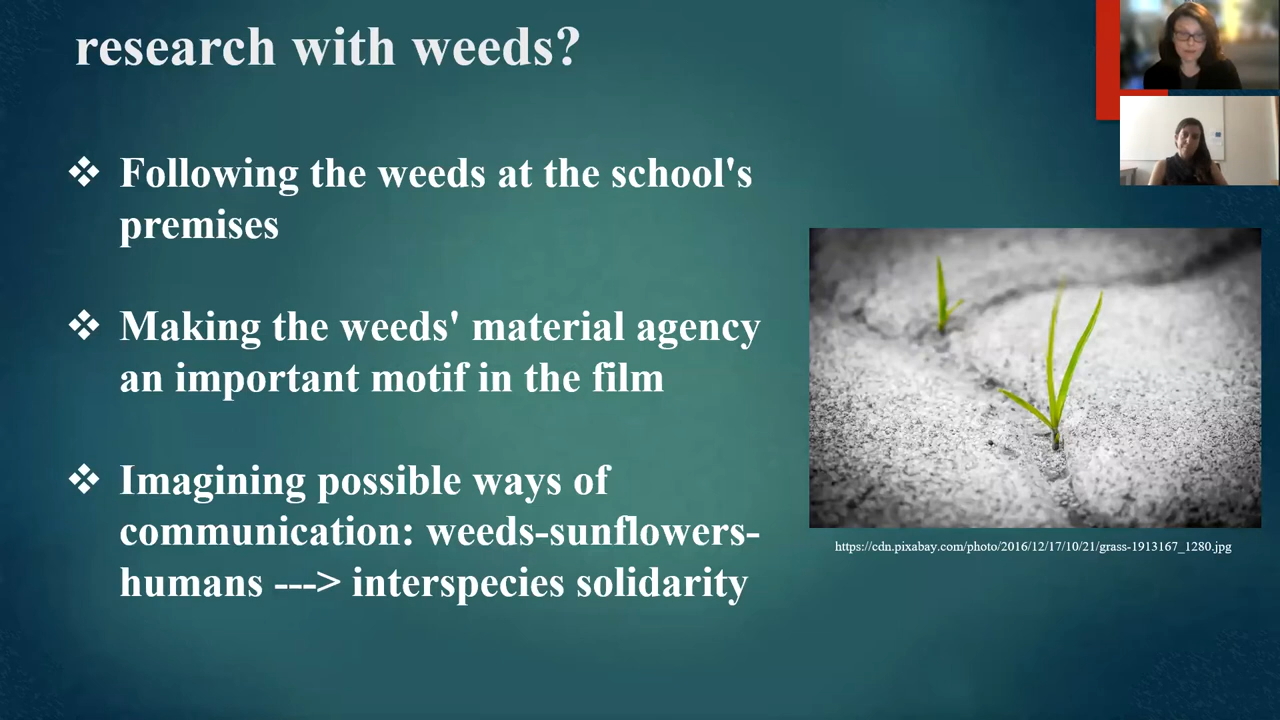 research with weeds?
❖ Following the weeds at the school's
premises
❖ Making the weeds' material agency
an important motif in the film
❖ Imagining possible ways of
communication: weeds-sunflowers-
humans ---> interspecies solidarity
https://cdn.pixabay.com/photo/2016/12/17/10/21/grass-1913167_1280.jpg